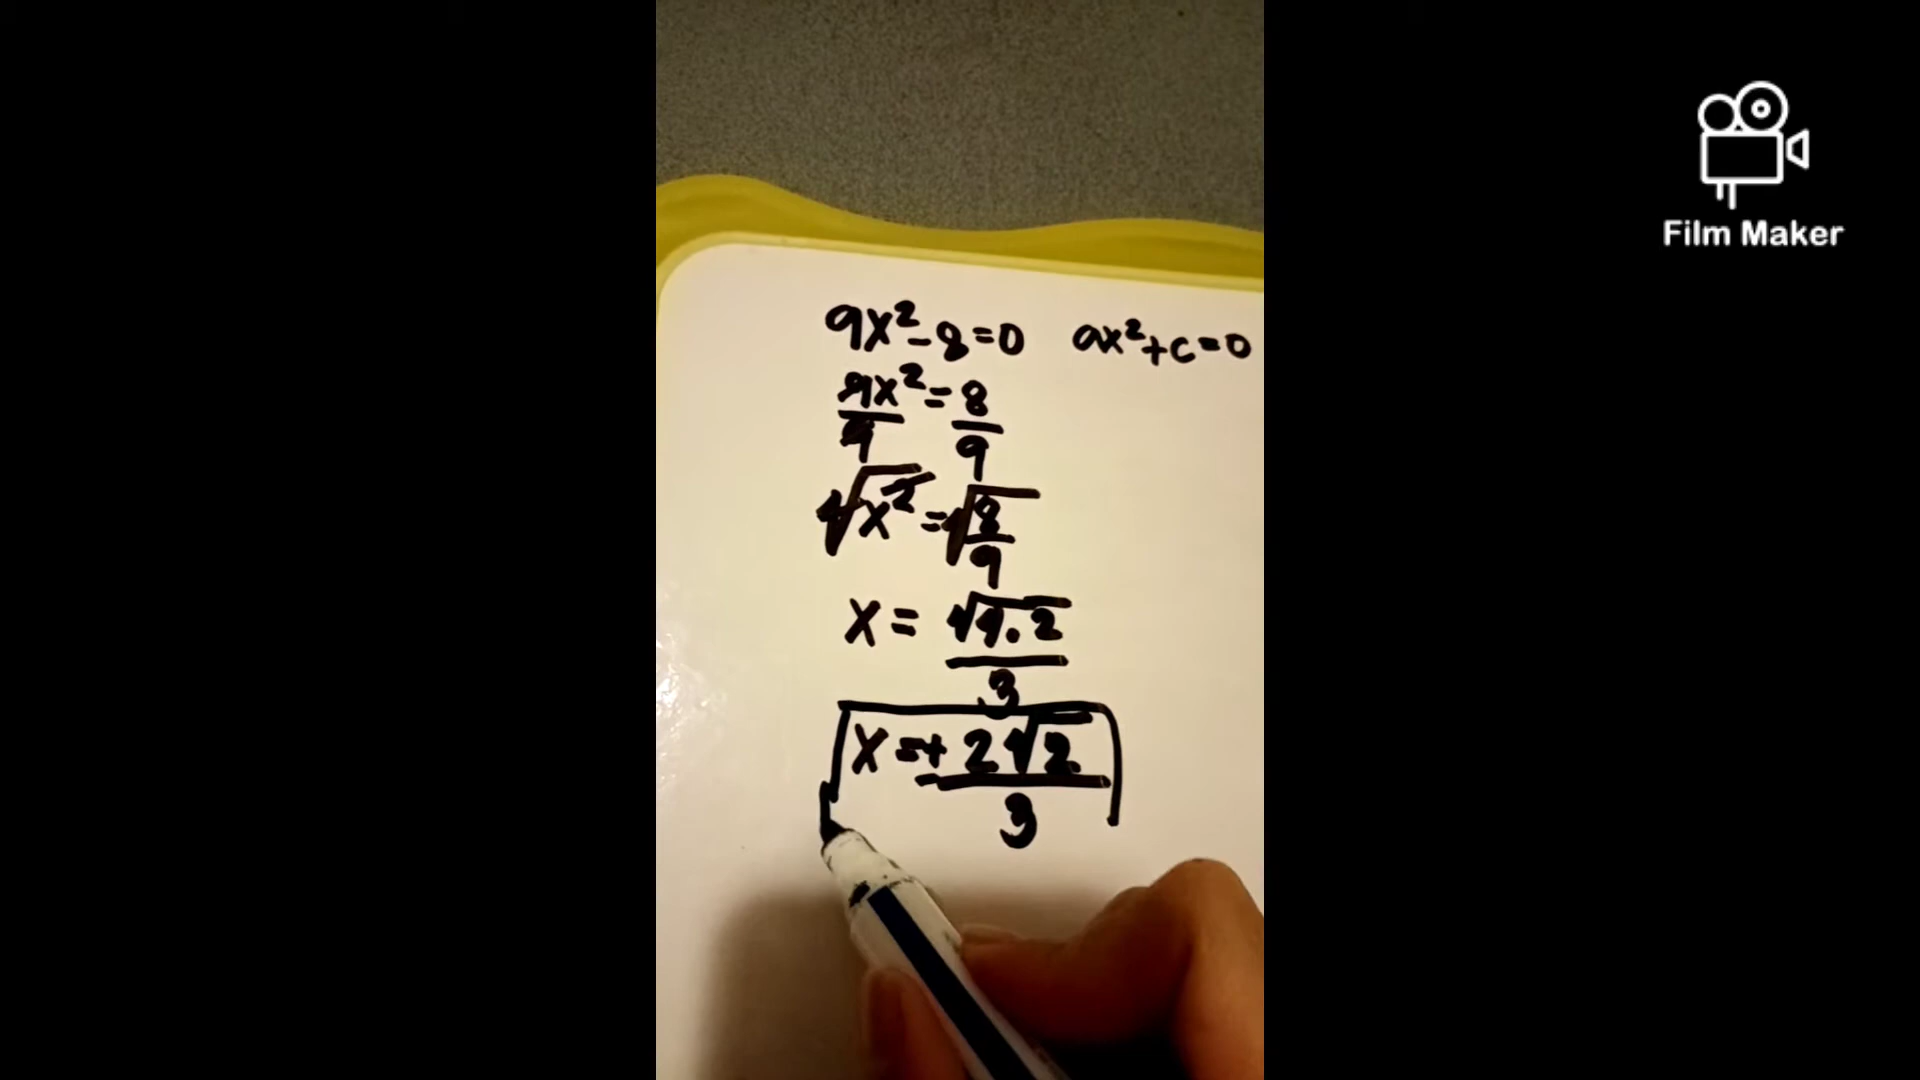 9x²-8=0 ax²+c=0
9x²/9=8/9
√x²=√8/9
x=√4.2/3
x=±2√2/3
Film Maker